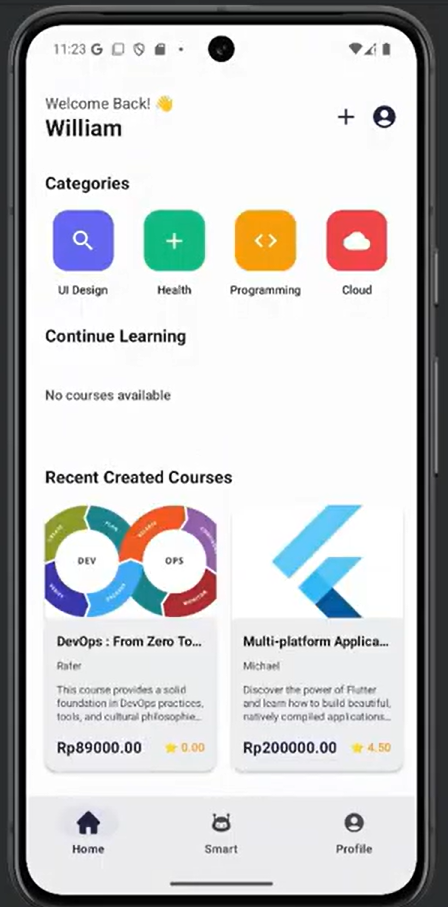 11:23
Welcome Back! 👋
William
Categories
UI Design
Health
Programming
Cloud
Continue Learning
No courses available
Recent Created Courses
DEV
OPS
PLAN
RELEASE
MONITOR
DevOps : From Zero To...
Multi-platform Applica...
Rafer
Michael
This course provides a solid
foundation in DevOps practices,
tools, and cultural philosophie...
Discover the power of Flutter
and learn how to build beautiful,
natively compiled applications...
Rp89000.00
⭐ 0.00
Rp200000.00
⭐ 4.50
Home
Smart
Profile